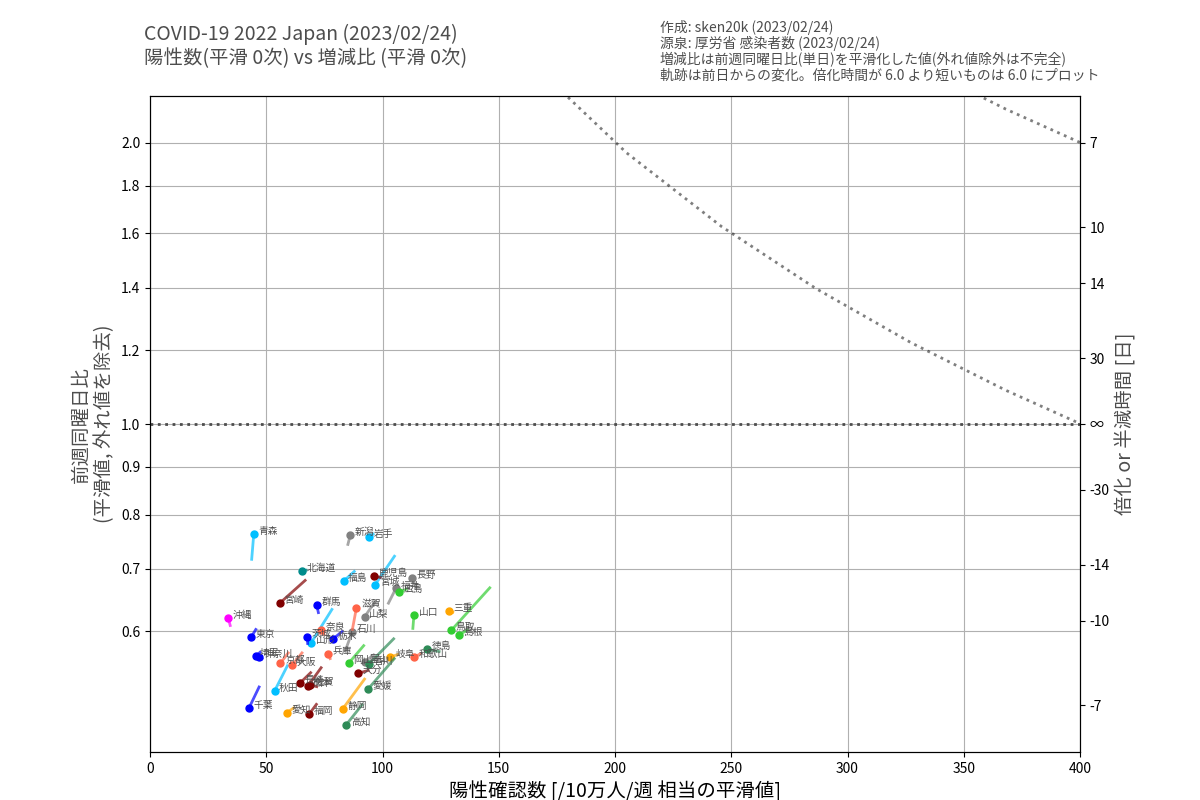 COVID-19 2022 Japan (2023/02/24)
陽性数(平滑 0次) vs 増減比 (平滑 0次)
作成: sken20k (2023/02/24)
源泉: 厚労省 感染者数 (2023/02/24)
増減比は前週同曜日比(単日)を平滑化した値(外れ値除外は不完全)
軌跡は前日からの変化。倍化時間が 6.0 より短いものは 6.0 にプロット
前週同曜日比
(平滑値, 外れ値を除去)
2.0
1.8
1.6
1.4
1.2
1.0
0.9
0.8
0.7
0.6
7
10
14
30
∞
-30
-14
-10
-7
倍化 or 半減時間 [日]
青森
新潟
岩手
北海道
福島
鹿児島
長野
宮城
広島
宮崎
群馬
滋賀
山梨
山口
三重
沖縄
東京
奈良
石川
栃木
鳥取
島根
兵庫
徳島
岐阜
和歌山
大阪
大分
秋田
愛媛
千葉
愛知
福岡
静岡
高知
0
50
100
150
200
250
300
350
400
陽性確認数 [/10万人/週 相当の平滑値]